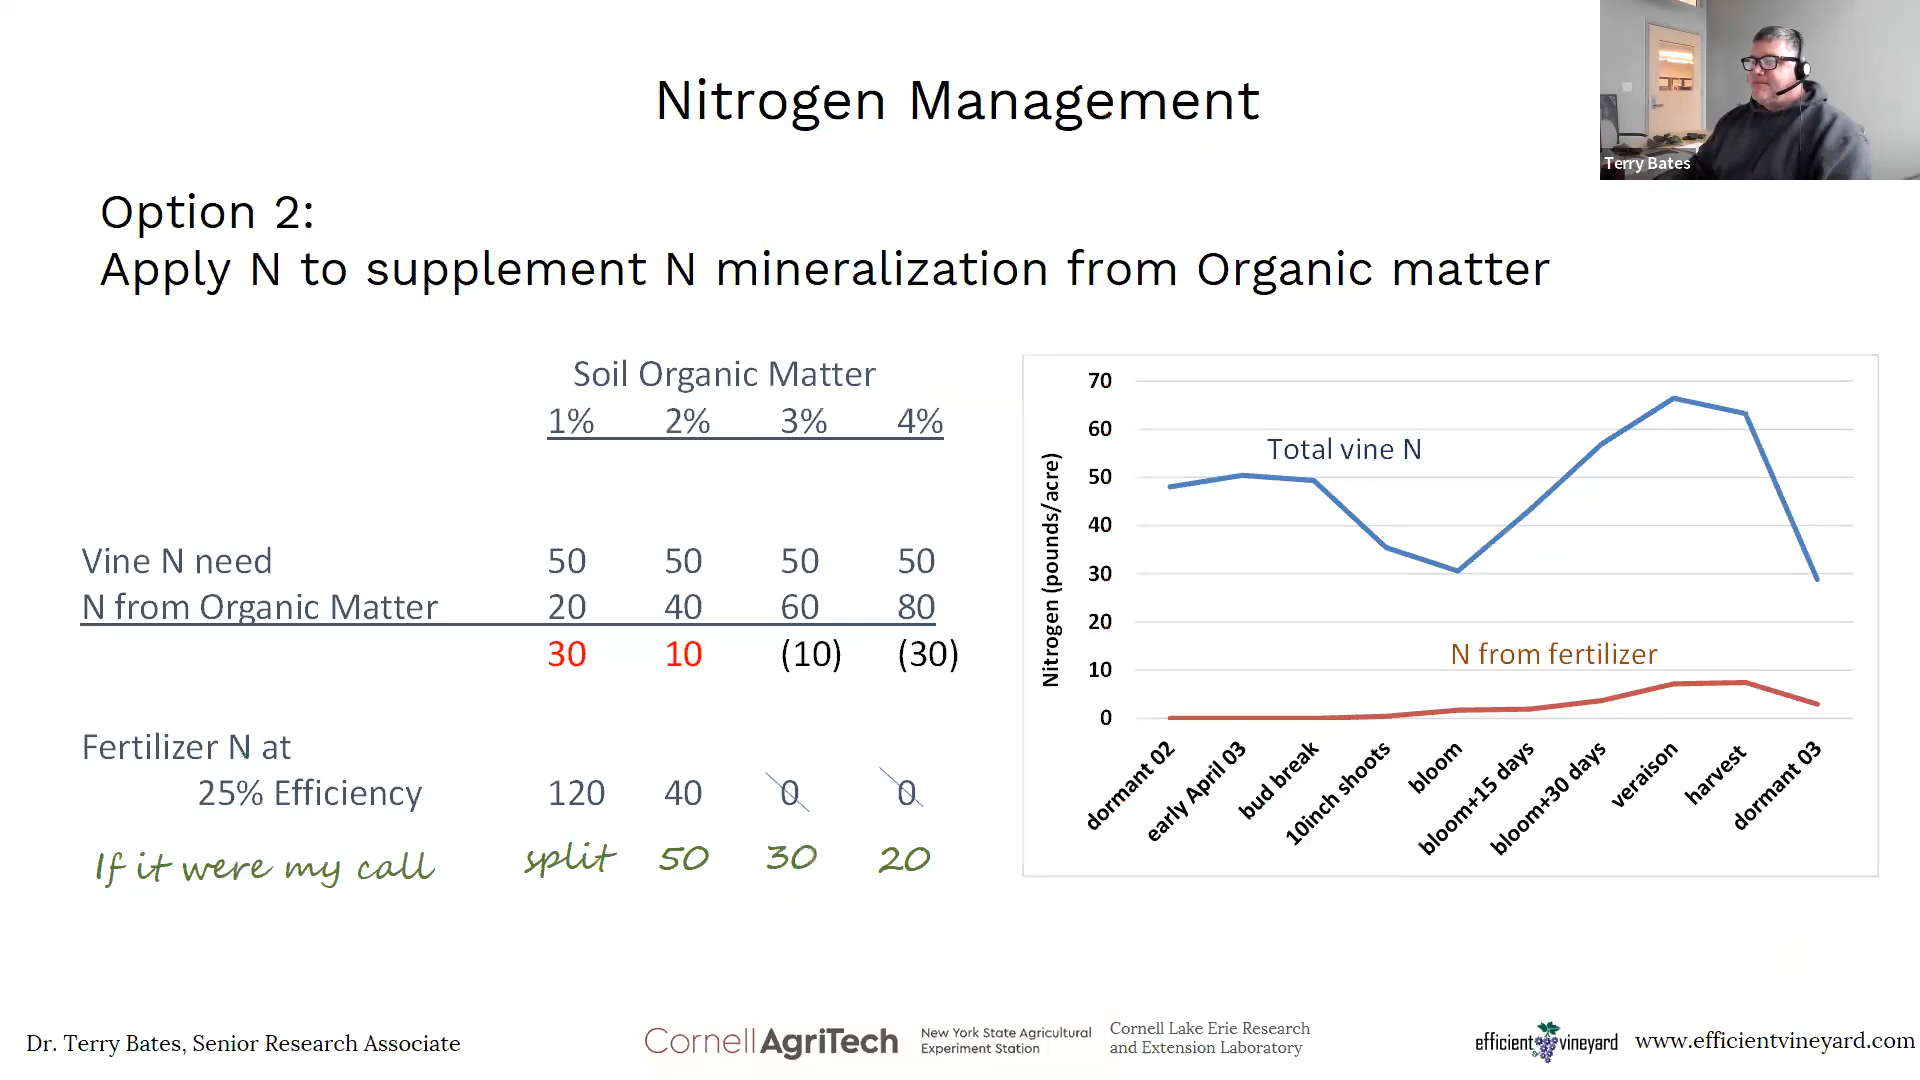 Nitrogen Management
Terry Bates
Option 2:
Apply N to supplement N mineralization from Organic matter
Soil Organic Matter
1% 2% 3% 4%
Vine N need 50 50 50 50
N from Organic Matter 20 40 60 80
30 10 (10) (30)
Fertilizer N at
25% Efficiency 120 40 0 0
If it were my call split 50 30 20
Nitrogen (pounds/acre)
70
60
50
40
30
20
10
0
Total vine N
N from fertilizer
dormant 02
early April 03
bud break
10inch shoots
bloom
bloom+15 days
bloom+30 days
veraison
harvest
dormant 03
Dr. Terry Bates, Senior Research Associate
CornellAgriTech
New York State Agricultural
Experiment Station
Cornell Lake Erie Research
and Extension Laboratory
efficient vineyard
www.efficientvineyard.com